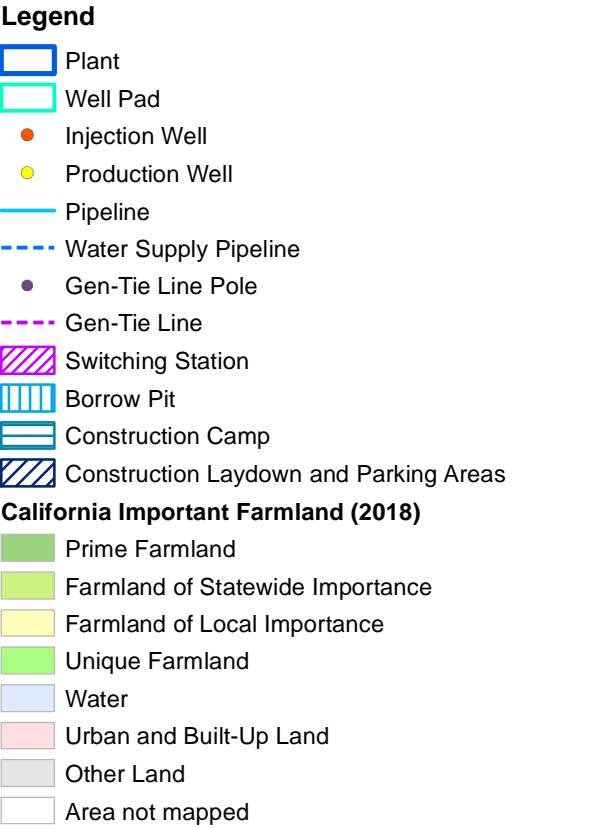 Legend
Plant
Well Pad
Injection Well
Production Well
Pipeline
Water Supply Pipeline
Gen-Tie Line Pole
Gen-Tie Line
Switching Station
Borrow Pit
Construction Camp
Construction Laydown and Parking Areas
California Important Farmland (2018)
Prime Farmland
Farmland of Statewide Importance
Farmland of Local Importance
Unique Farmland
Water
Urban and Built-Up Land
Other Land
Area not mapped